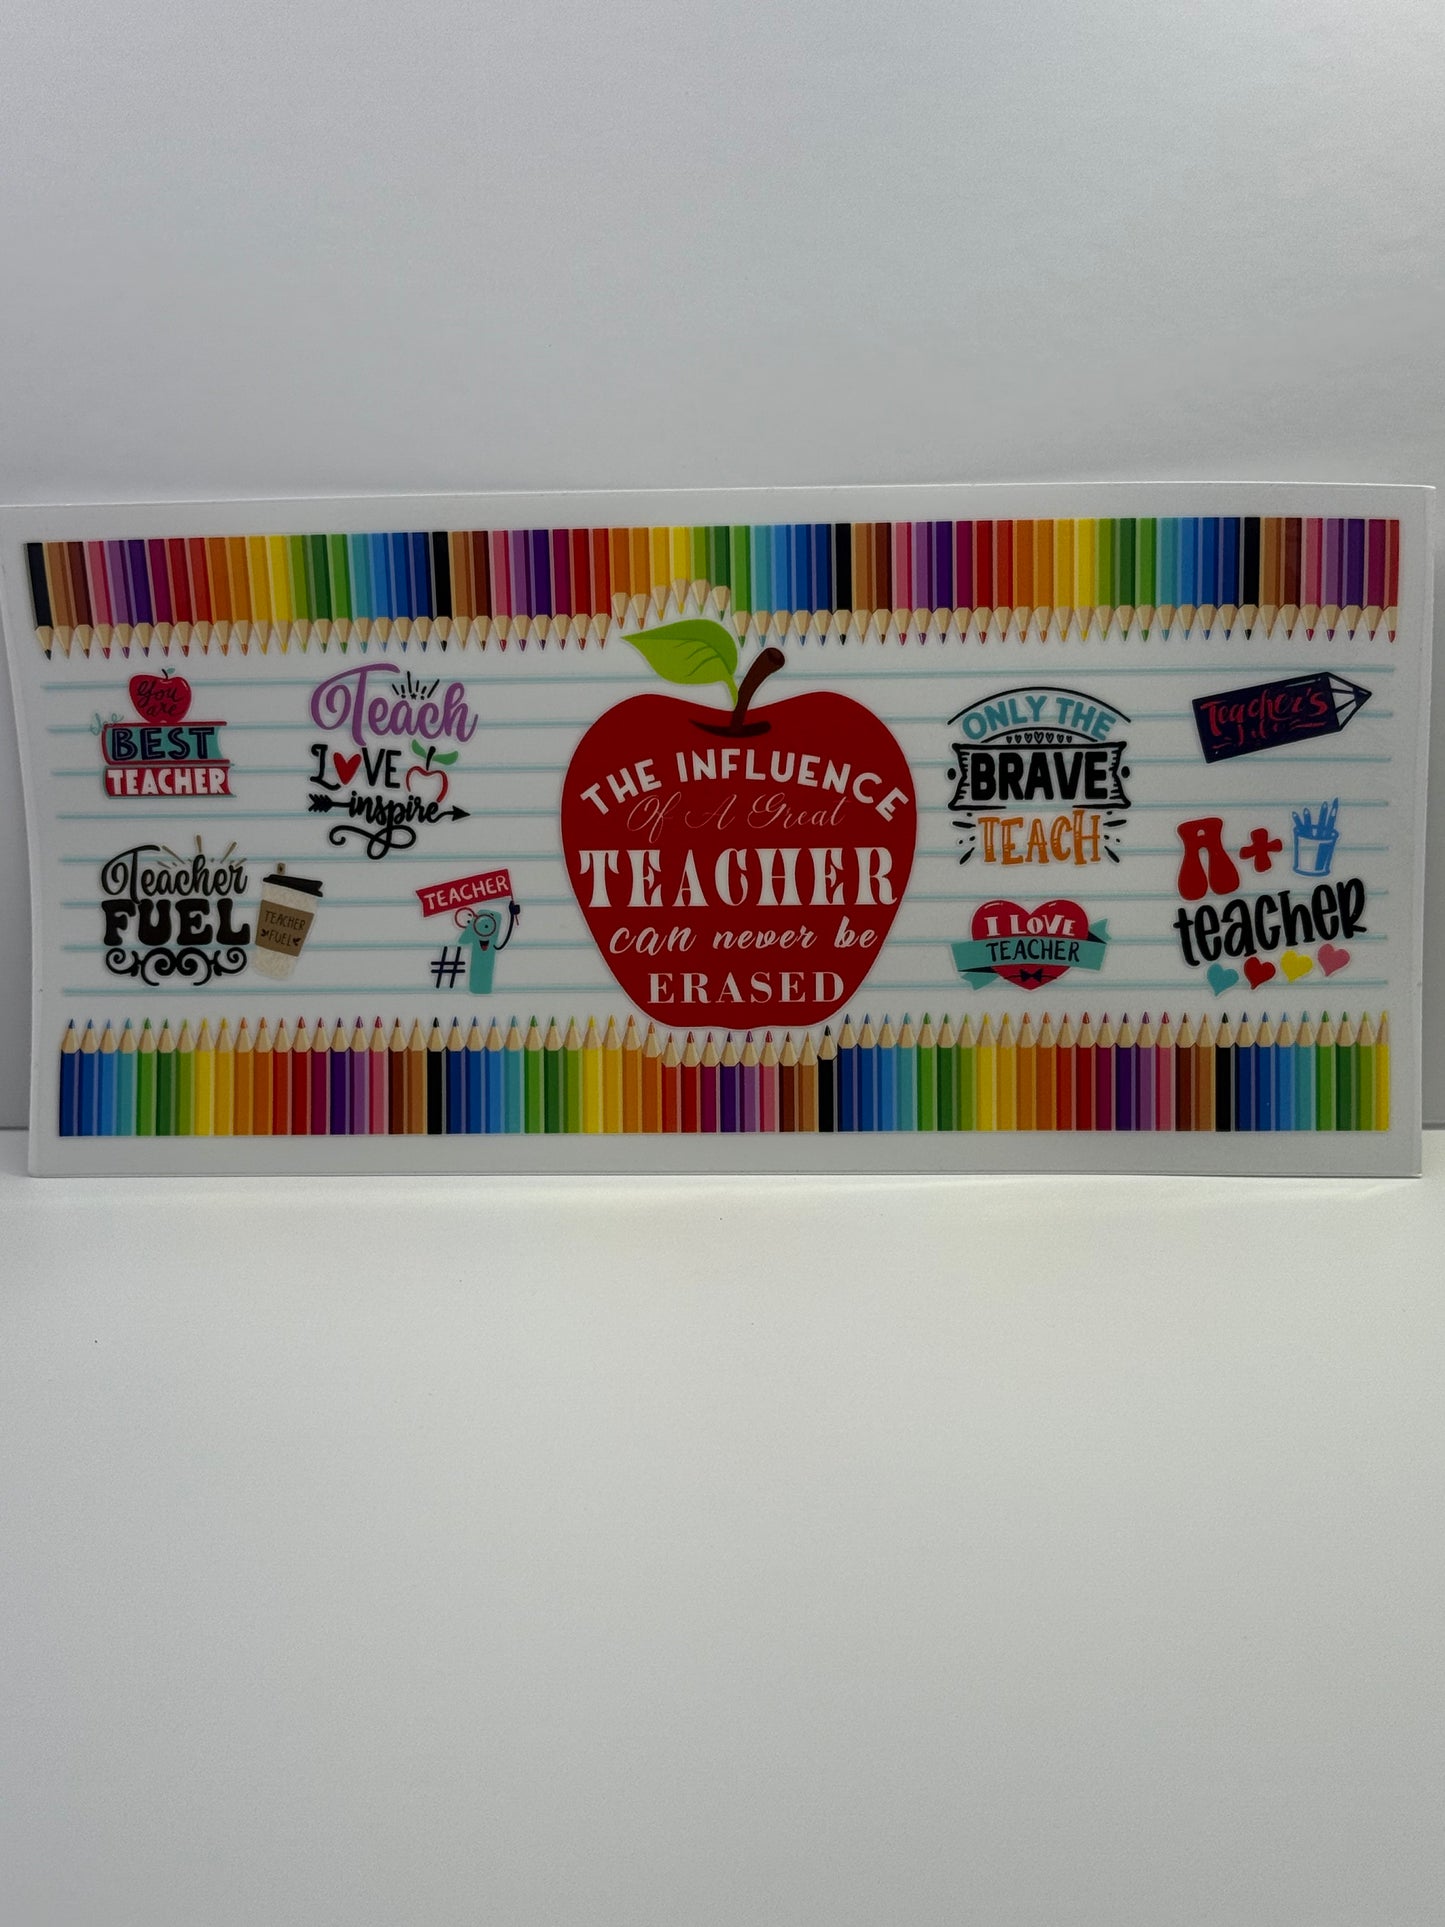 You
are
the
BEST
TEACHER
Teach
LOVE
inspire
Teacher
FUEL
TEACHER
FUEL
TEACHER
#1
THE INFLUENCE
Of A Great
TEACHER
can never be
ERASED
ONLY THE
BRAVE
TEACH
I LOVE
TEACHER
Teacher's
A+
teacher